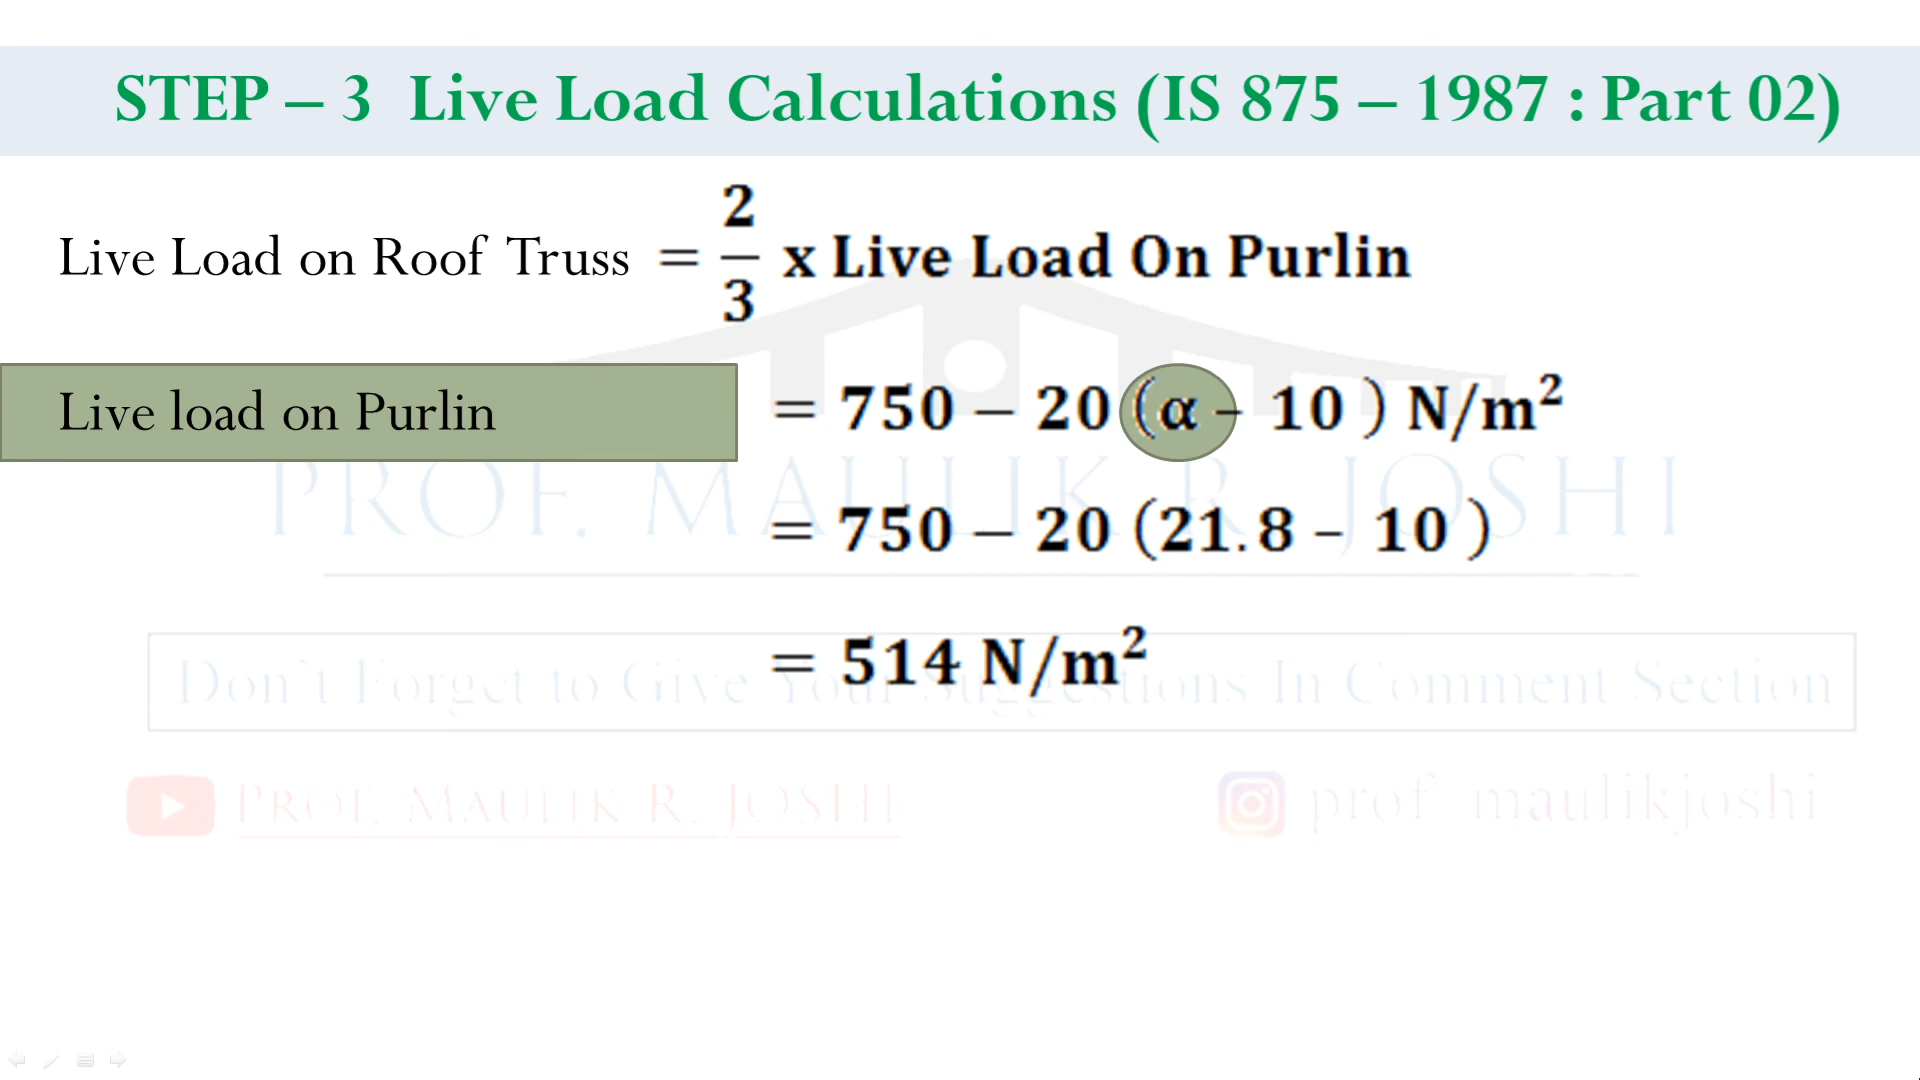 STEP – 3 Live Load Calculations (IS 875 – 1987 : Part 02)
Live Load on Roof Truss = 2/3 x Live Load On Purlin
Live load on Purlin = 750 – 20 (α – 10 ) N/m²
= 750 – 20 (21.8 – 10 )
PROF. MAULIK R. JOSHI
= 514 N/m²
Don't Forget to Give Your Suggestions In Comment Section
PROF. MAULIK R. JOSHI
prof_maulikjoshi